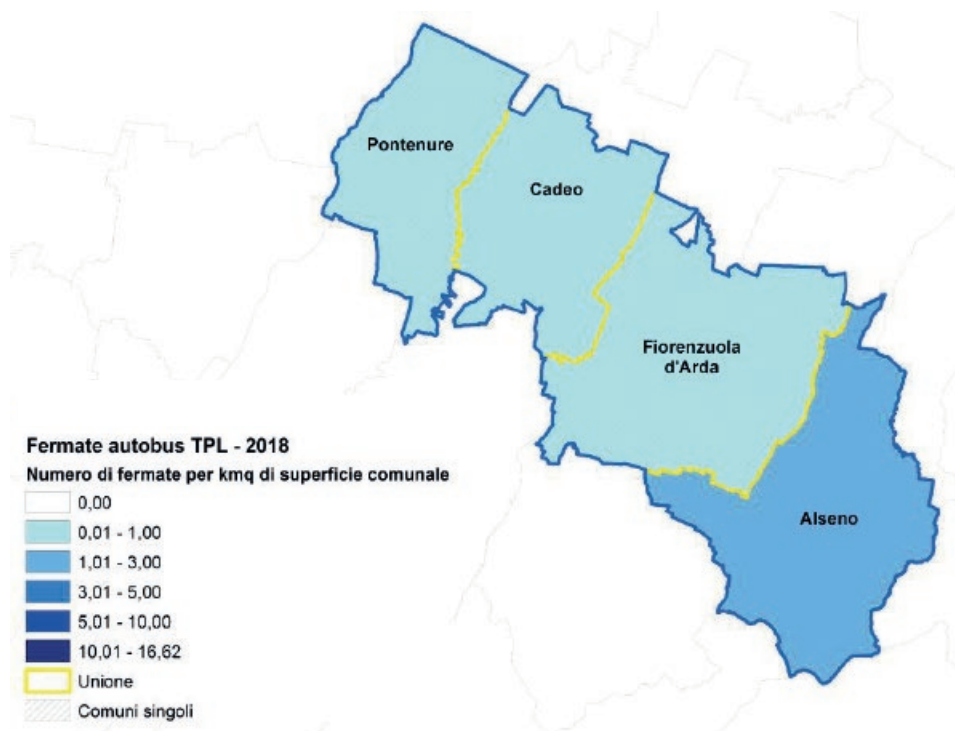 Pontenure
Cadeo
Fiorenzuola
d'Arda
Alseno
Fermate autobus TPL - 2018
Numero di fermate per kmq di superficie comunale
0,00
0,01 - 1,00
1,01 - 3,00
3,01 - 5,00
5,01 - 10,00
10,01 - 16,62
Unione
Comuni singoli